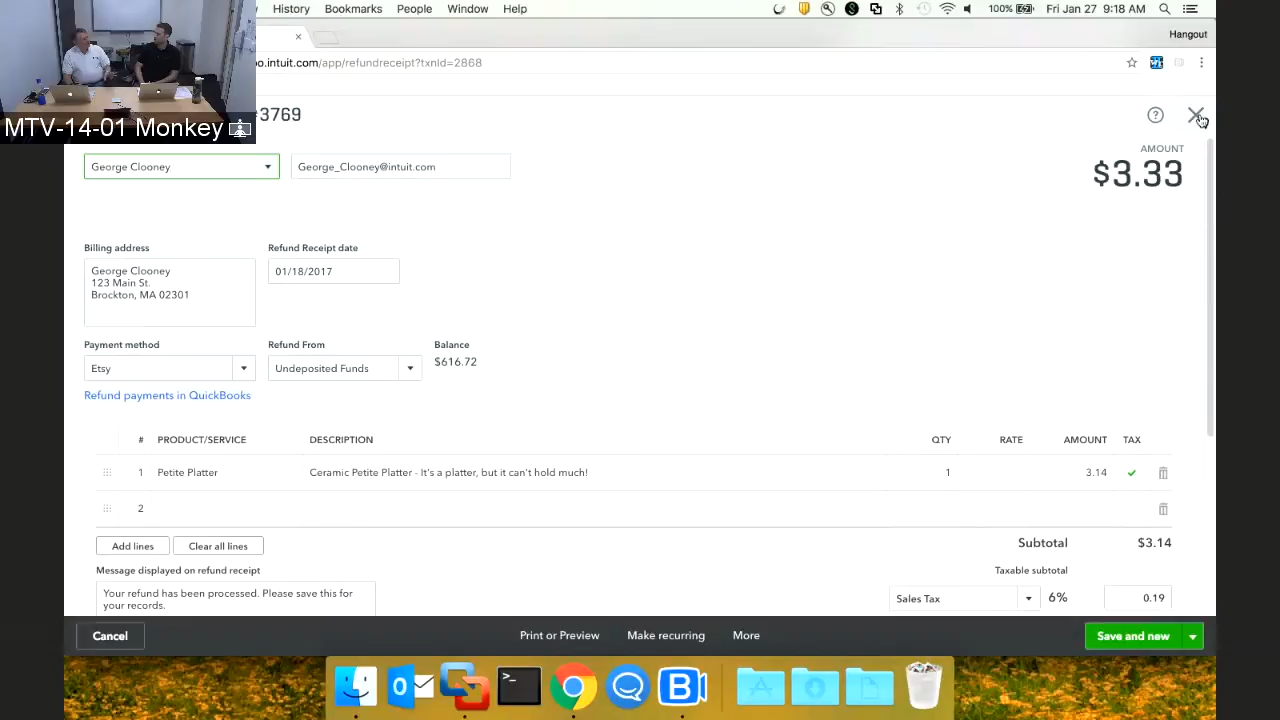 History Bookmarks People Window Help 100% Fri Jan 27 9:18 AM
Hangout
bo.intuit.com/app/refundreceipt?txnId=2868
MTV-14-01 Monkey
#3769
AMOUNT
$3.33
George Clooney George_Clooney@intuit.com
Billing address Refund Receipt date
George Clooney
123 Main St.
Brockton, MA 02301
01/18/2017
Payment method Refund From Balance
Etsy Undeposited Funds $616.72
Refund payments in QuickBooks
# PRODUCT/SERVICE DESCRIPTION QTY RATE AMOUNT TAX
1 Petite Platter Ceramic Petite Platter - It's a platter, but it can't hold much! 1 3.14
2
Add lines Clear all lines Subtotal $3.14
Message displayed on refund receipt Taxable subtotal
Your refund has been processed. Please save this for
your records.
Sales Tax 6% 0.19
Cancel Print or Preview Make recurring More Save and new